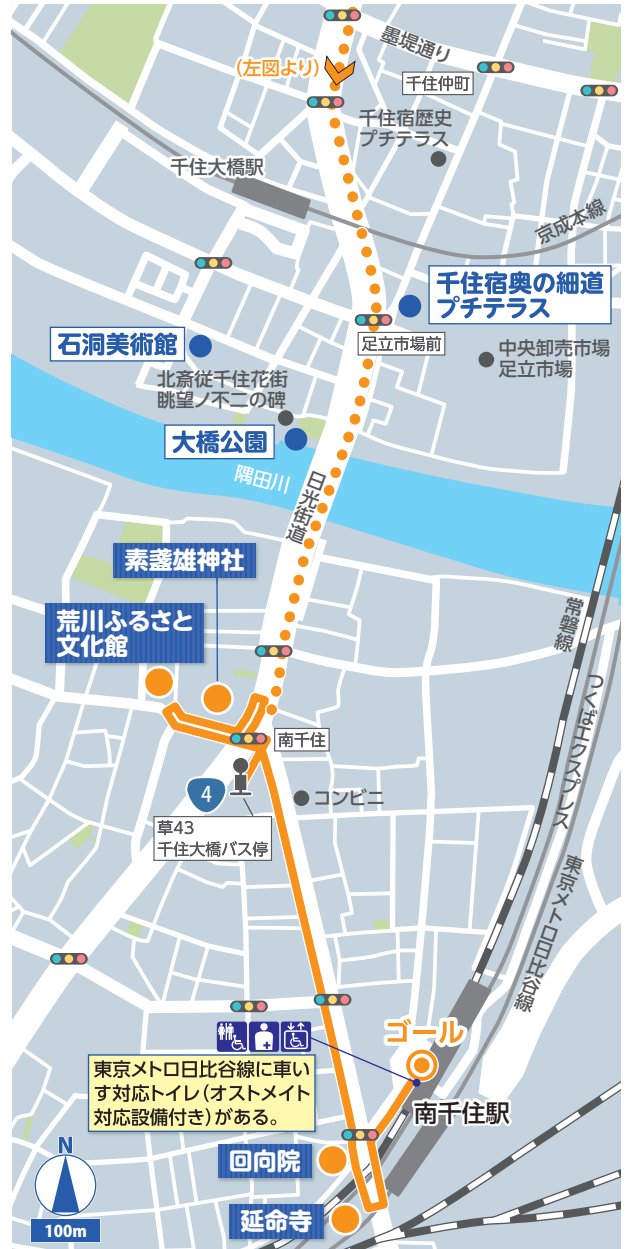 墨堤通り
(左図より)
千住仲町
千住宿歴史
プチテラス
千住大橋駅
京成本線
千住宿奥の細道
プチテラス
石洞美術館
足立市場前
中央卸売市場
足立市場
北斎従千住花街
眺望ノ不二の碑
大橋公園
隅田川
日光街道
素盞雄神社
荒川ふるさと
文化館
常磐線
つくばエクスプレス
南千住
4
コンビニ
草43
千住大橋バス停
東京メトロ日比谷線
ゴール
東京メトロ日比谷線に車い
す対応トイレ(オストメイト
対応設備付き)がある。
南千住駅
回向院
延命寺
N
100m